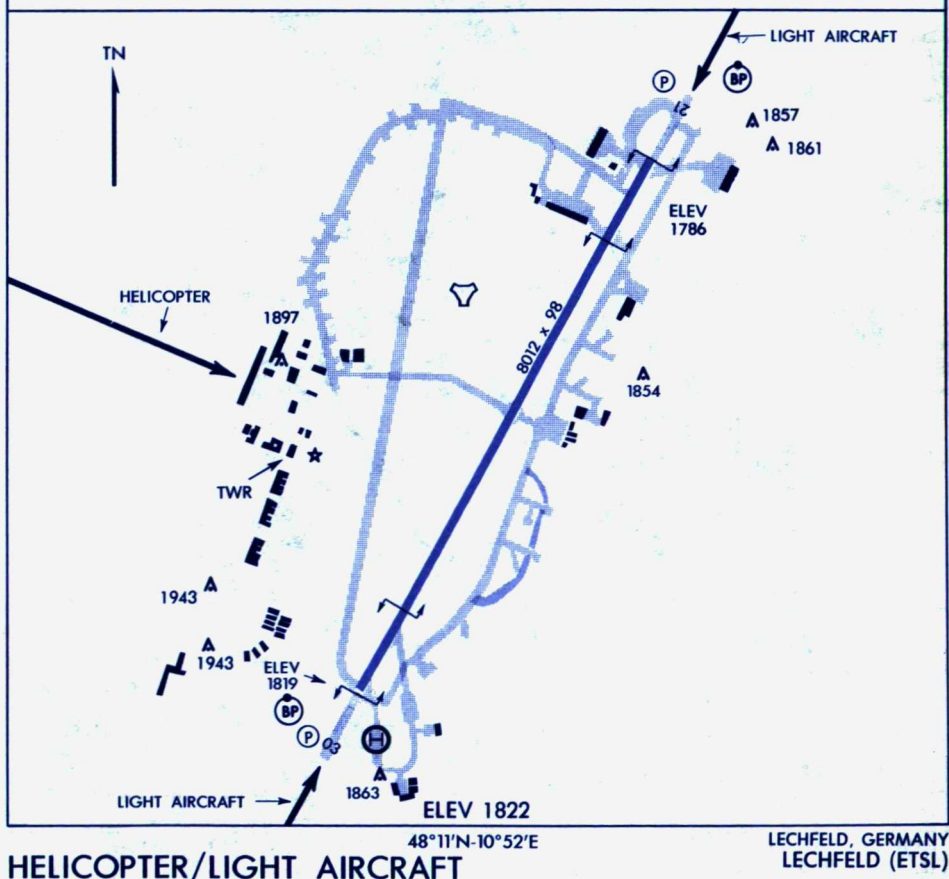 TN
LIGHT AIRCRAFT
P
BP
21
1857
1861
ELEV
1786
HELICOPTER
1897
8012 x 98
1854
TWR
1943
1943
ELEV
1819
BP
P
03
H
1863
LIGHT AIRCRAFT
ELEV 1822
48°11'N-10°52'E
LECHFELD, GERMANY
HELICOPTER/LIGHT AIRCRAFT
LECHFELD (ETSL)